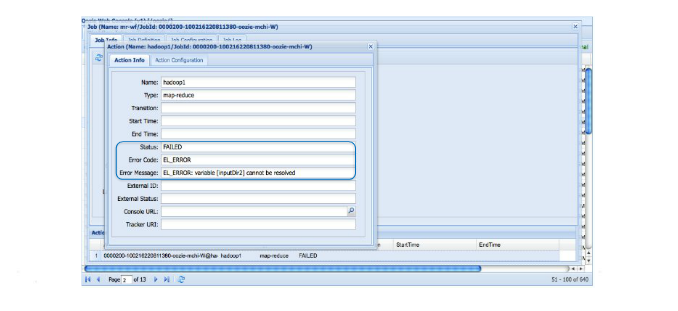 Oozie Web Console
Job (Name: mr-wf/JobId: 0000200-100216220811380-oozie-mchi-W)
Job Info Job Definition Job Configuration Job Log
Action (Name: hadoop1/JobId: 0000200-100216220811380-oozie-mchi-W)
Action Info Action Configuration
Name: hadoop1
Type: map-reduce
Transition:
Start Time:
End Time:
Status: FAILED
Error Code: EL_ERROR
Error Message: EL_ERROR: variable [inputDir2] cannot be resolved
External ID:
External Status:
Console URL:
Tracker URI:
Actio
StartTime EndTime
1 0000200-100216220811380-oozie-mchi-W@ha hadoop1 map-reduce FAILED
Page 2 of 13
51 - 100 of 640